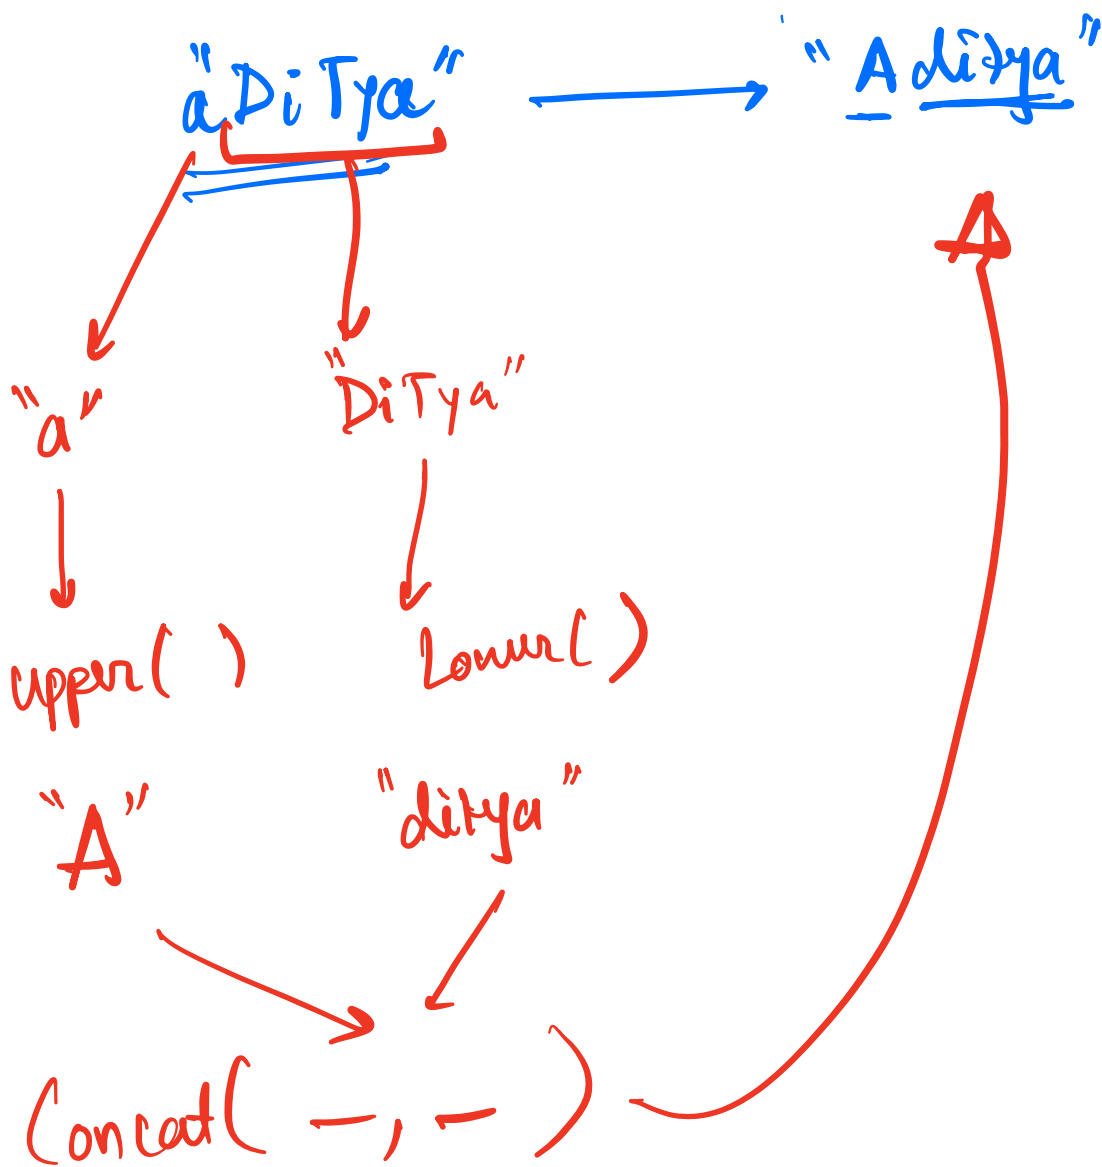 "aDiTya" "Aditya"
"a" "DiTya"
upper( ) Lower( )
"A" "ditya"
Concat( _ , _ )